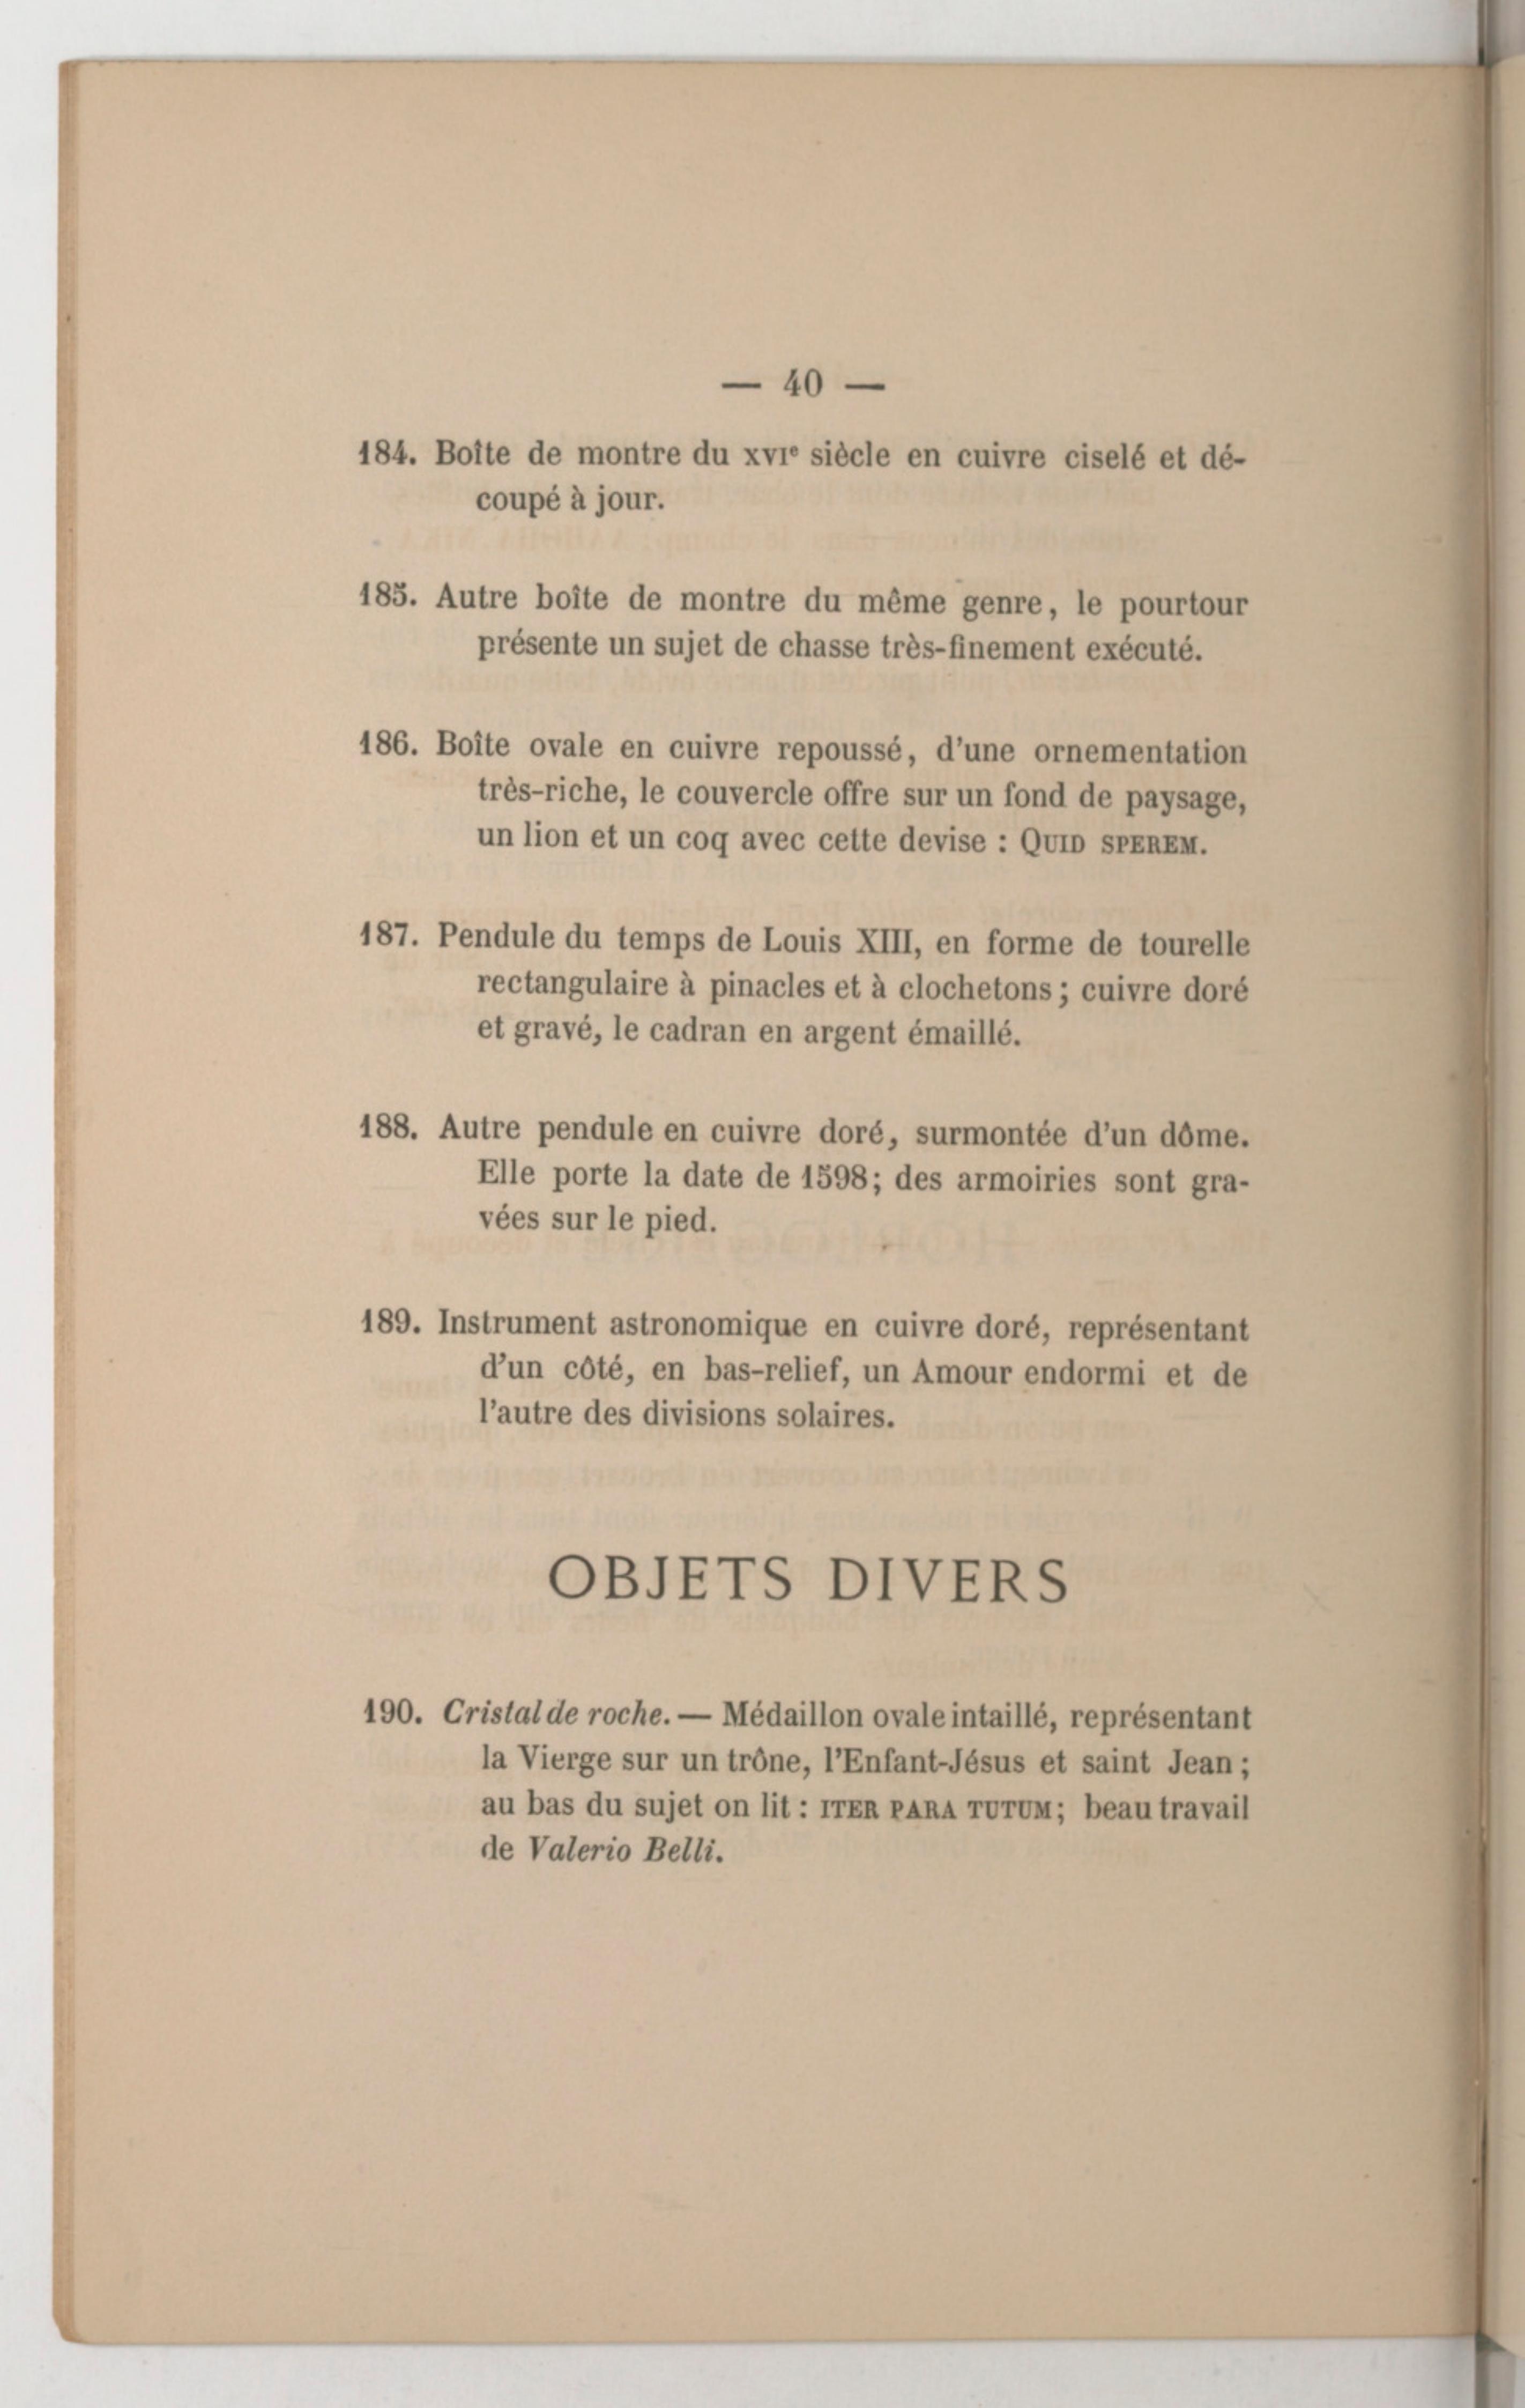 — 40 —
184. Boîte de montre du XVIe siècle en cuivre ciselé et dé-
coupé à jour.
185. Autre boîte de montre du même genre, le pourtour
présente un sujet de chasse très-finement exécuté.
186. Boîte ovale en cuivre repoussé, d'une ornementation
très-riche, le couvercle offre sur un fond de paysage,
un lion et un coq avec cette devise : QUID SPEREM.
187. Pendule du temps de Louis XIII, en forme de tourelle
rectangulaire à pinacles et à clochetons ; cuivre doré
et gravé, le cadran en argent émaillé.
188. Autre pendule en cuivre doré, surmontée d'un dôme.
Elle porte la date de 1598; des armoiries sont gra-
vées sur le pied.
189. Instrument astronomique en cuivre doré, représentant
d'un côté, en bas-relief, un Amour endormi et de
l'autre des divisions solaires.
OBJETS DIVERS
190. Cristal de roche. — Médaillon ovale intaillé, représentant
la Vierge sur un trône, l'Enfant-Jésus et saint Jean ;
au bas du sujet on lit : ITER PARA TUTUM; beau travail
de Valerio Belli.